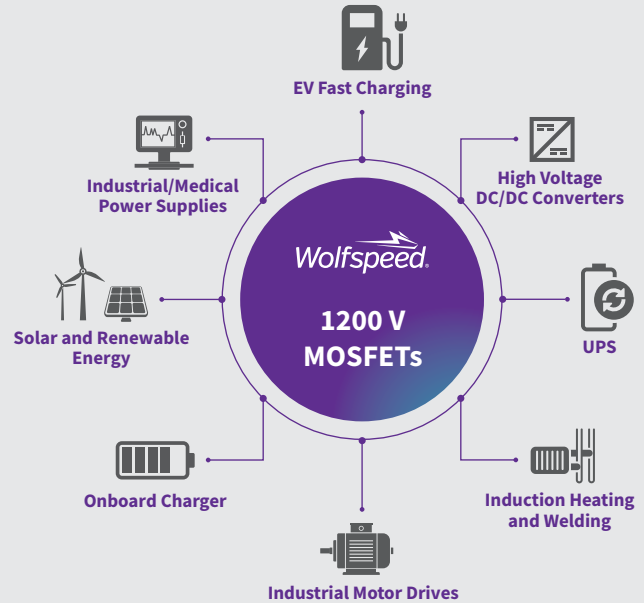 EV Fast Charging
Industrial/Medical
Power Supplies
High Voltage
DC/DC Converters
Wolfspeed®
1200 V
MOSFETs
Solar and Renewable
Energy
UPS
Onboard Charger
Induction Heating
and Welding
Industrial Motor Drives